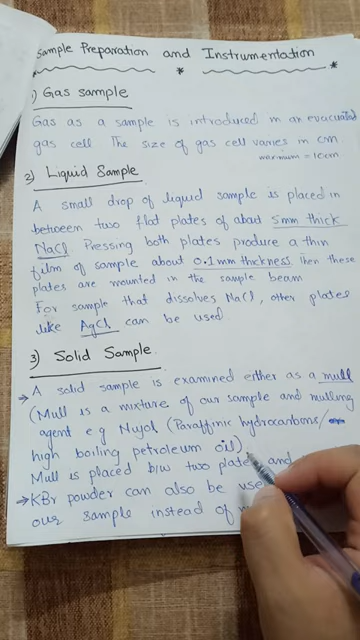 Sample Preparation and Instrumentation
1) Gas sample
Gas as a sample is introduced in an evacuated
gas cell. The size of gas cell varies in cm
maximum = 10cm
2) Liquid Sample
A small drop of liquid sample is placed in
between two flat plates of abou 5mm thick
NaCl. Pressing both plates produce a thin
film of sample about 0.1mm thickness. Then these
plates are mounted in the sample beam
For sample that dissolves NaCl, other plates
like AgCl can be used.
3) Solid Sample
→ A solid sample is examined either as a mull
(Mull is a mixture of our sample and mulling
agent e.g Nujol (Paraffinic hydrocarbons/
high boiling petroleum oil).
Mull is placed b/w two plates and
→ KBr powder can also be use
our sample instead of